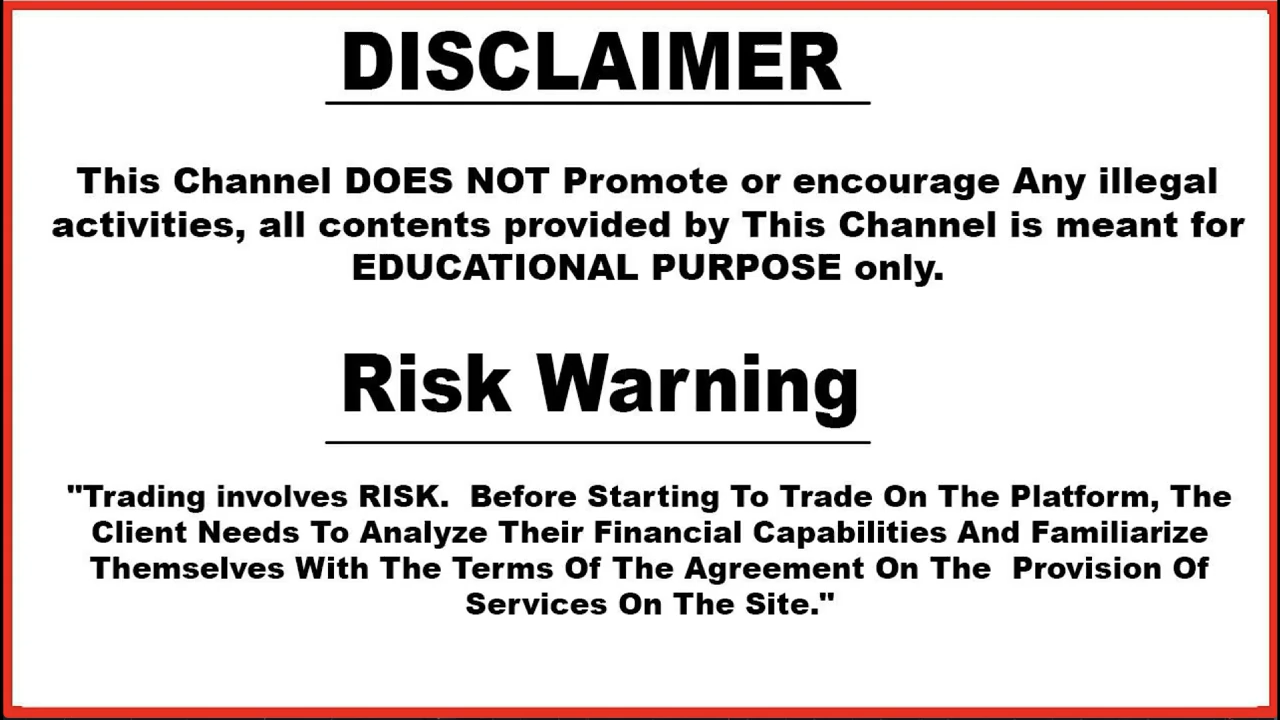 DISCLAIMER
This Channel DOES NOT Promote or encourage Any illegal
activities, all contents provided by This Channel is meant for
EDUCATIONAL PURPOSE only.
Risk Warning
"Trading involves RISK.  Before Starting To Trade On The Platform, The
Client Needs To Analyze Their Financial Capabilities And Familiarize
Themselves With The Terms Of The Agreement On The  Provision Of
Services On The Site."